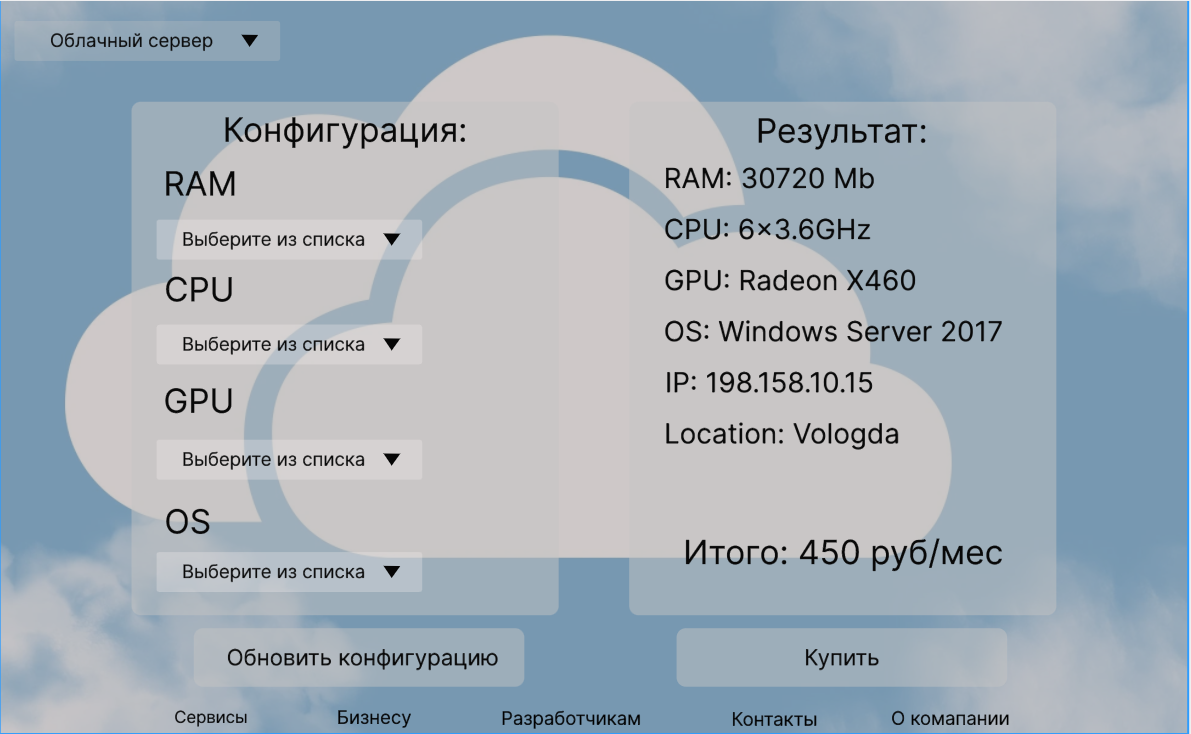 Облачный сервер
Конфигурация:
RAM
Выберите из списка
CPU
Выберите из списка
GPU
Выберите из списка
OS
Выберите из списка
Результат:
RAM: 30720 Mb
CPU: 6×3.6GHz
GPU: Radeon X460
OS: Windows Server 2017
IP: 198.158.10.15
Location: Vologda
Итого: 450 руб/мес
Обновить конфигурацию
Купить
Сервисы
Бизнесу
Разработчикам
Контакты
О комапании